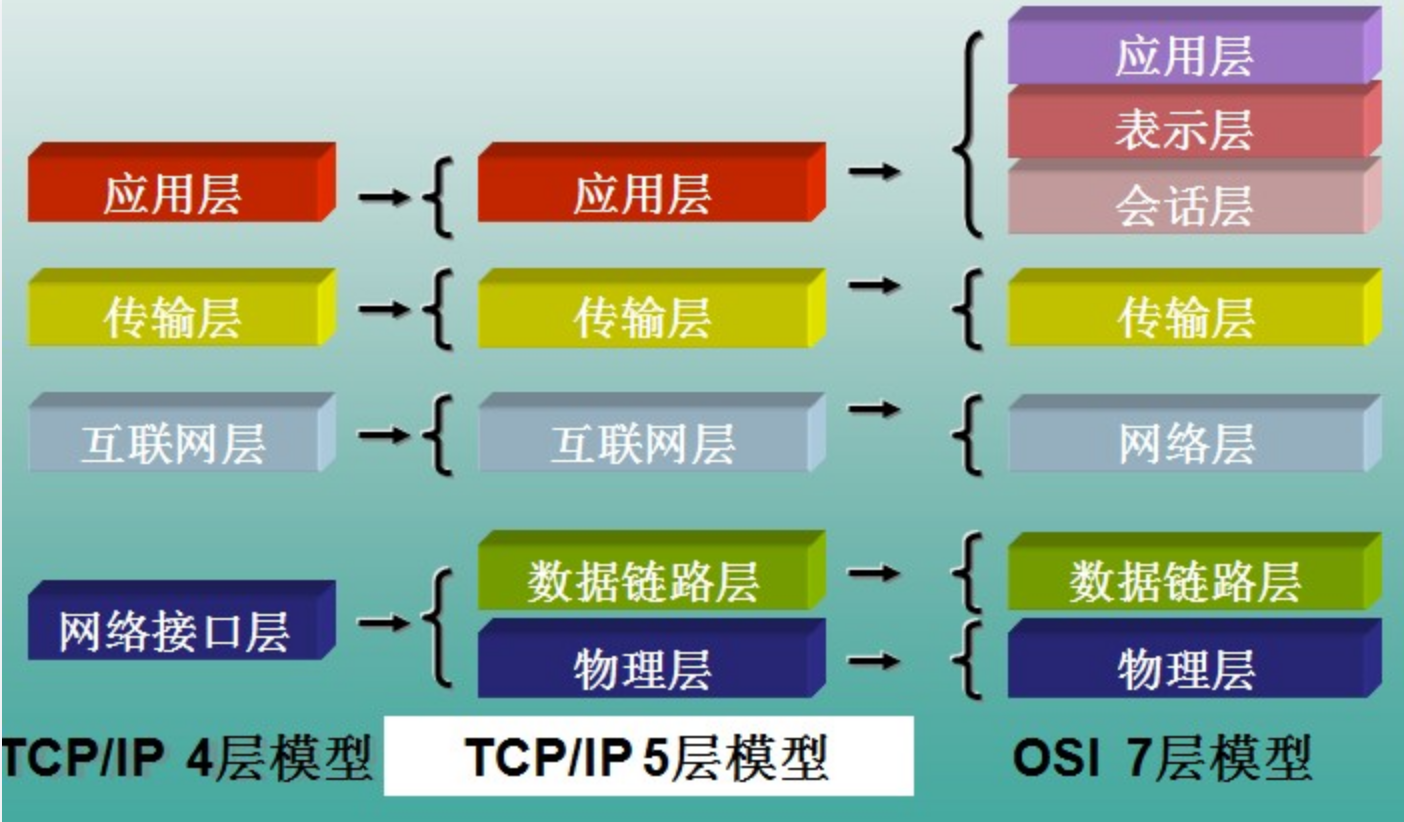 应用层
传输层
互联网层
网络接口层
TCP/IP 4层模型
应用层
传输层
互联网层
数据链路层
物理层
TCP/IP 5层模型
应用层
表示层
会话层
传输层
网络层
数据链路层
物理层
OSI 7层模型